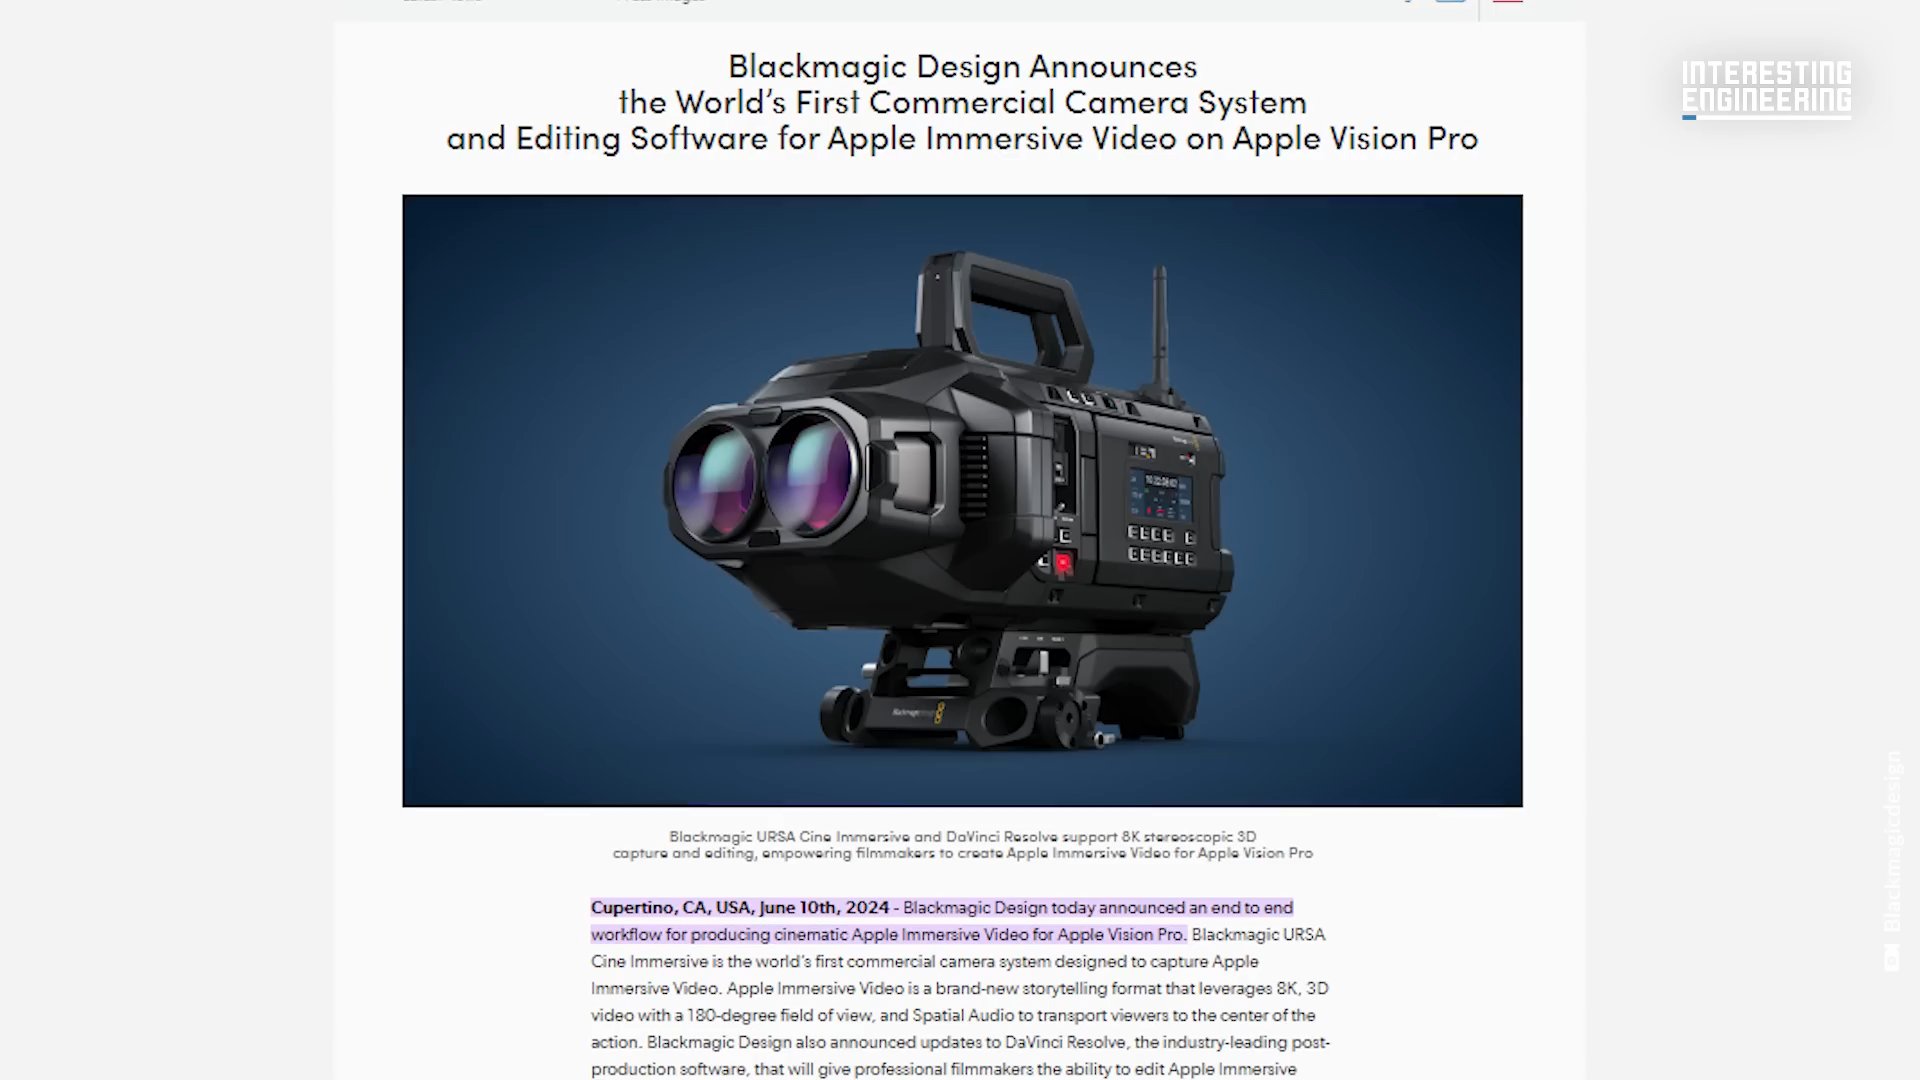 INTERESTING
ENGINEERING
Blackmagic Design Announces
the World's First Commercial Camera System
and Editing Software for Apple Immersive Video on Apple Vision Pro
Blackmagic URSA Cine Immersive and DaVinci Resolve support 8K stereoscopic 3D
capture and editing, empowering filmmakers to create Apple Immersive Video for Apple Vision Pro
Cupertino, CA, USA, June 10th, 2024 - Blackmagic Design today announced an end to end
workflow for producing cinematic Apple Immersive Video for Apple Vision Pro. Blackmagic URSA
Cine Immersive is the world's first commercial camera system designed to capture Apple
Immersive Video. Apple Immersive Video is a brand-new storytelling format that leverages 8K, 3D
video with a 180-degree field of view, and Spatial Audio to transport viewers to the center of the
action. Blackmagic Design also announced updates to DaVinci Resolve, the industry-leading post-
production software, that will give professional filmmakers the ability to edit Apple Immersive
Blackmagicdesign